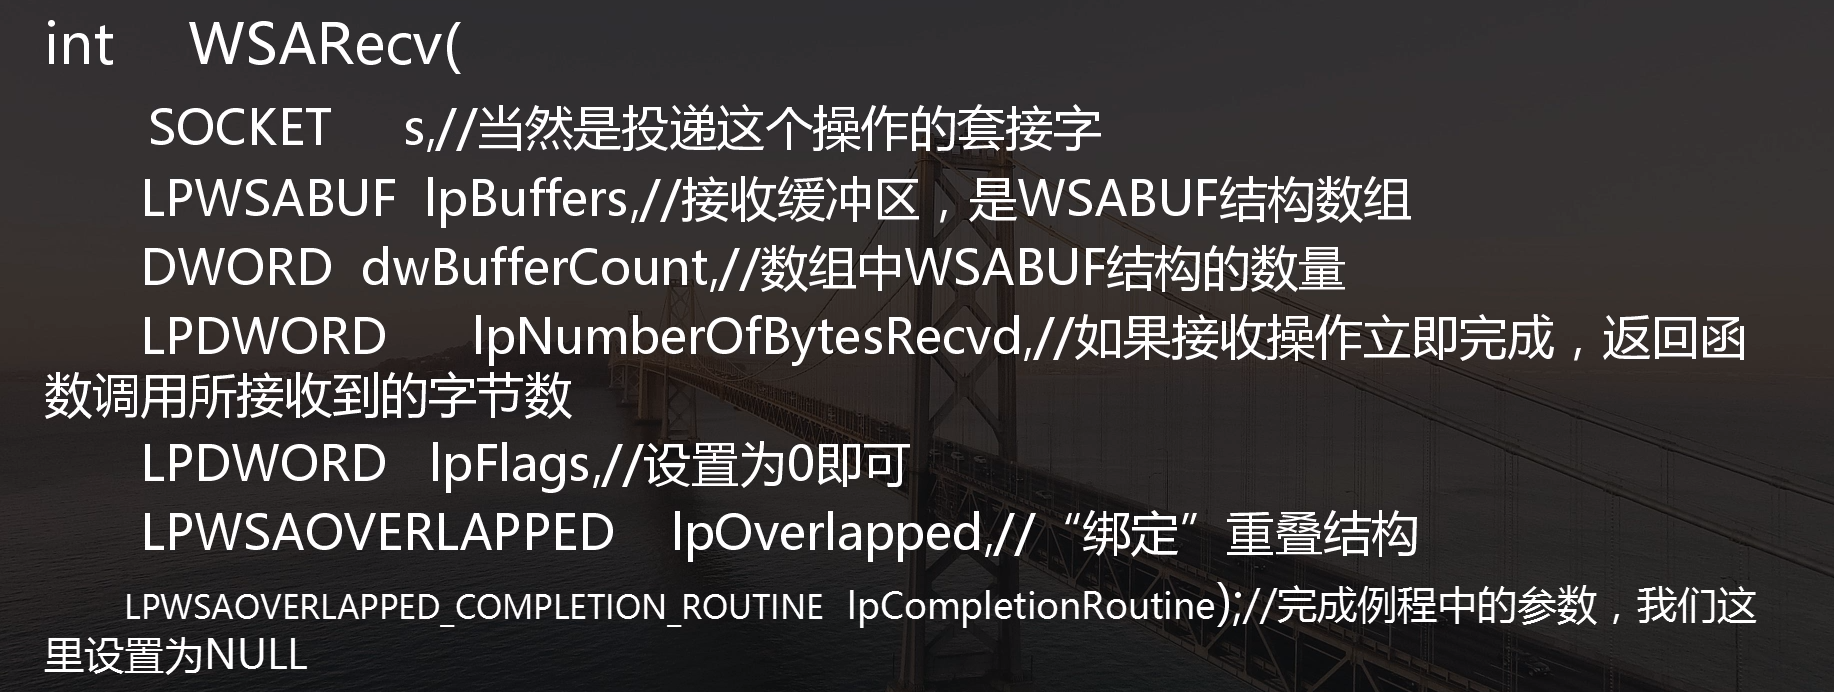 int WSARecv(
SOCKET s,//当然是投递这个操作的套接字
LPWSABUF lpBuffers,//接收缓冲区，是WSABUF结构数组
DWORD dwBufferCount,//数组中WSABUF结构的数量
LPDWORD lpNumberOfBytesRecvd,//如果接收操作立即完成，返回函
数调用所接收到的字节数
LPDWORD lpFlags,//设置为0即可
LPWSAOVERLAPPED lpOverlapped,//“绑定”重叠结构
LPWSAOVERLAPPED_COMPLETION_ROUTINE lpCompletionRoutine);//完成例程中的参数，我们这
里设置为NULL